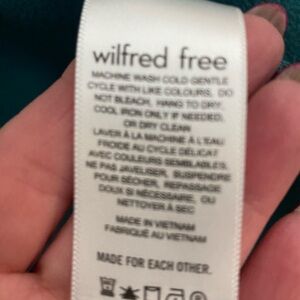 wilfred free
MACHINE WASH COLD GENTLE
CYCLE WITH LIKE COLOURS, DO
NOT BLEACH, HANG TO DRY,
COOL IRON ONLY IF NEEDED,
OR DRY CLEAN
LAVER À LA MACHINE À L'EAU
FROIDE AU CYCLE DÉLICAT
AVEC COULEURS SEMBLABLES,
NE PAS JAVELISER, SUSPENDRE
POUR SÉCHER, REPASSAGE
DOUX SI NÉCESSAIRE, OU
NETTOYER À SEC
MADE IN VIETNAM
FABRIQUÉ AU VIETNAM
MADE FOR EACH OTHER.